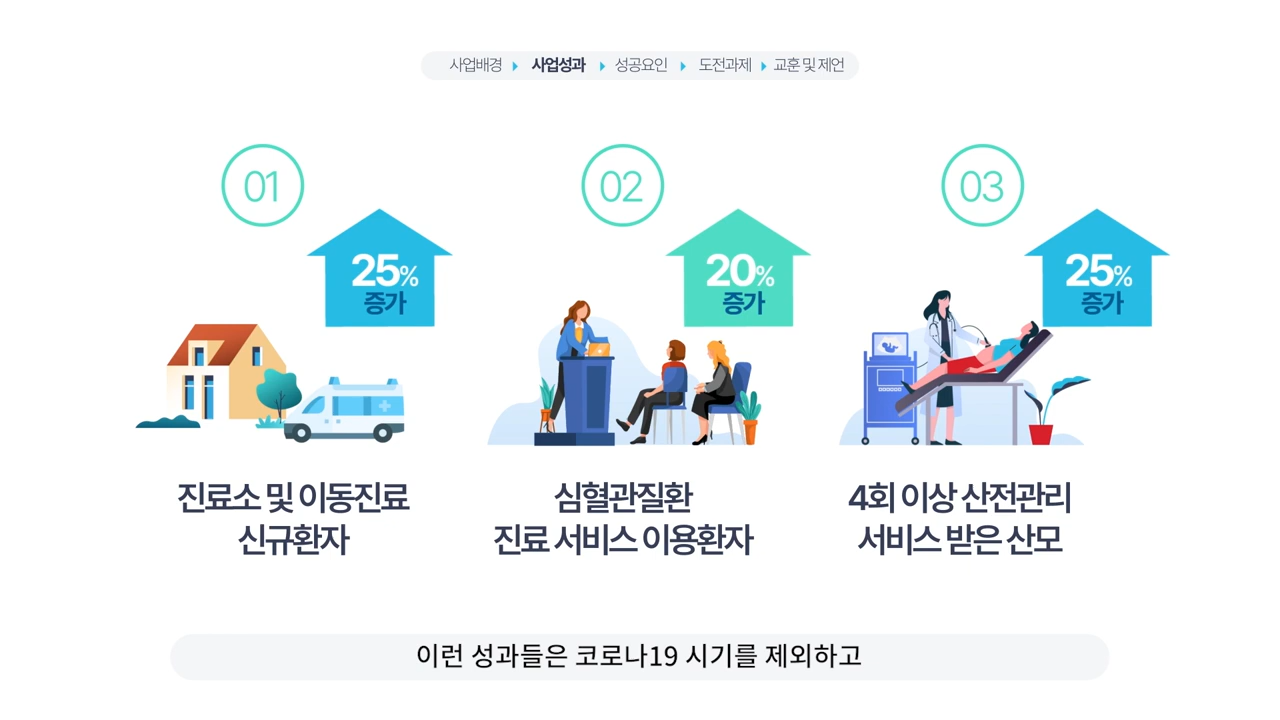 사업배경 사업성과 성공요인 도전과제 교훈 및 제언
01
25%
증가
진료소 및 이동진료
신규환자
02
20%
증가
심혈관질환
진료 서비스 이용환자
03
25%
증가
4회 이상 산전관리
서비스 받은 산모
이런 성과들은 코로나19 시기를 제외하고